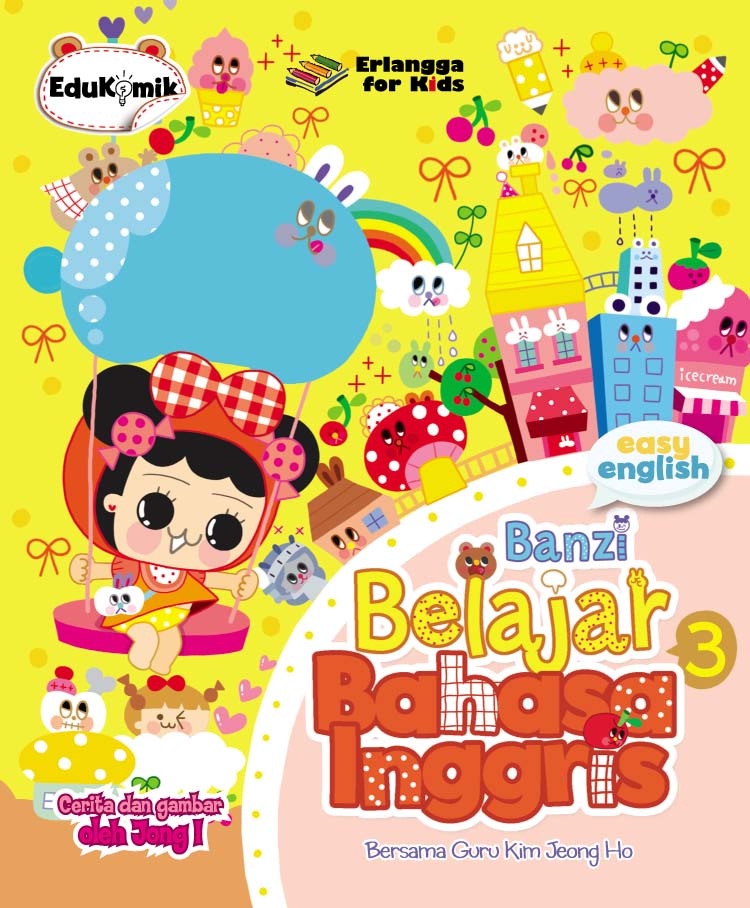 EduKomik
Erlangga
for Kids
icecream
easy
english
Banzi
Belajar
3
Bahasa
Inggris
Bersama Guru Kim Jeong Ho
Cerita dan gambar
oleh Jong I